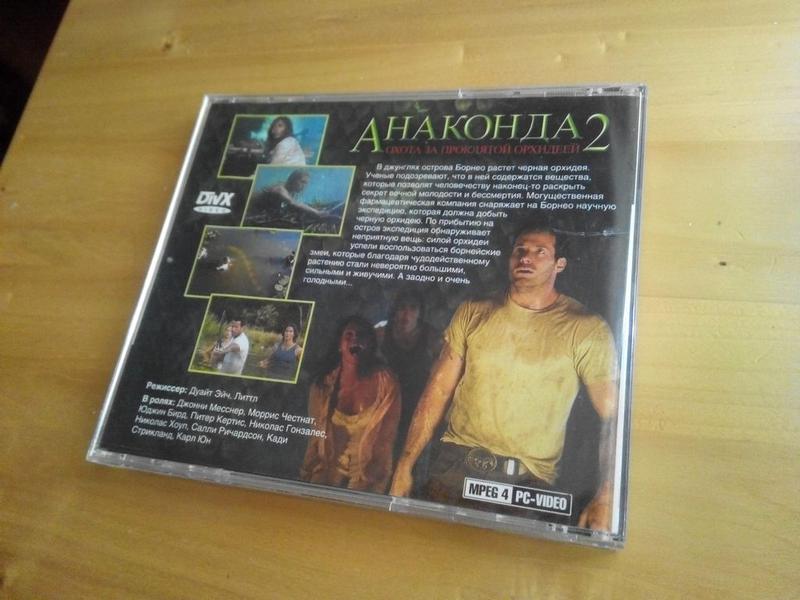 АНАКОНДА 2
ОХОТА ЗА ПРОКЛЯТОЙ ОРХИДЕЕЙ
В джунглях острова Борнео растет черная орхидея.
Ученые подозревают, что в ней содержатся вещества,
которые позволят человечеству наконец-то раскрыть
секрет вечной молодости и бессмертия. Могущественная
фармацевтическая компания снаряжает на Борнео научную
экспедицию, которая должна добыть
черную орхидею. По прибытию на
остров экспедиция обнаруживает
неприятную вещь: силой орхидеи
успели воспользоваться борнейские
змеи, которые благодаря чудодейственному
растению стали невероятно большими,
сильными и живучими. А заодно и очень
голодными...
DIVX
VIDEO
Режиссер: Дуайт Эйч. Литтл
В ролях: Джонни Месснер, Моррис Честнат,
Юджин Бирд, Питер Кертис, Николас Гонзалес,
Николас Хоуп, Салли Ричардсон, Кади
Стрикланд, Карл Юн
MPEG 4 PC-VIDEO